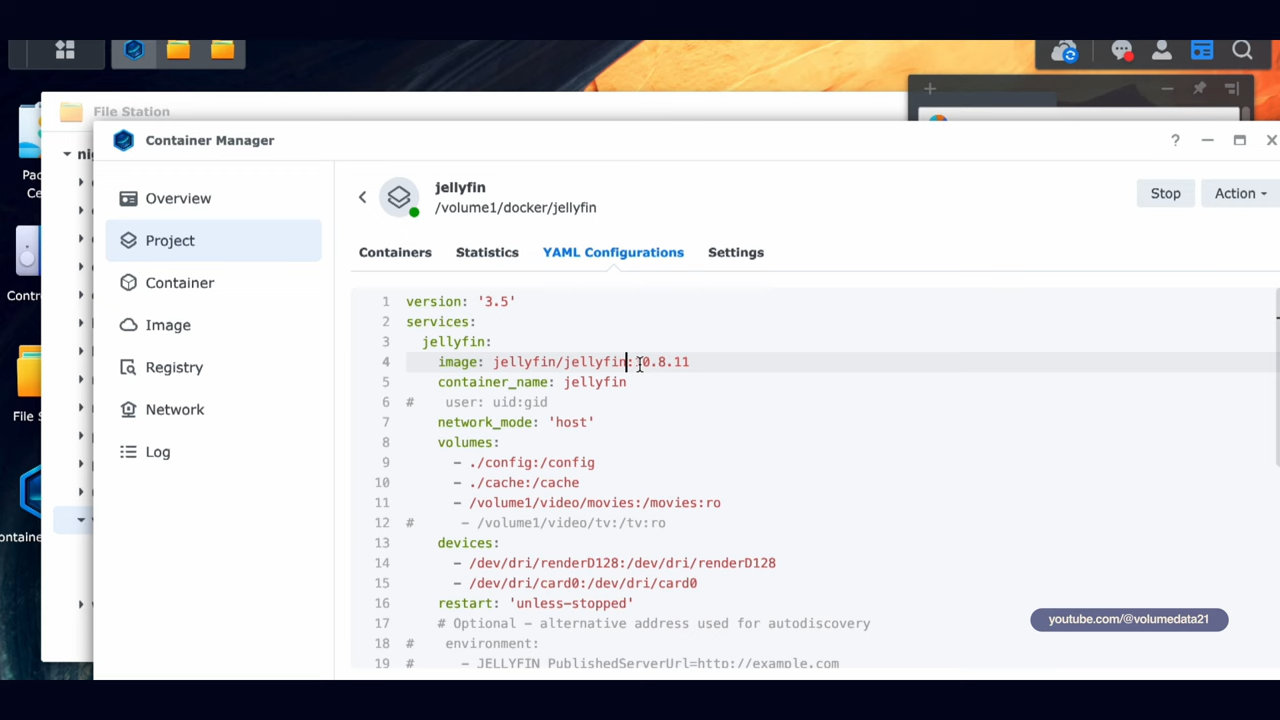 File Station
Container Manager
?
ni
Pac
Ce
Contr
File S
ontaine
Overview
Project
Container
Image
Registry
Network
Log
jellyfin
/volume1/docker/jellyfin
Stop
Action
Containers
Statistics
YAML Configurations
Settings
1 version: '3.5'
2 services:
3 jellyfin:
4 image: jellyfin/jellyfin:10.8.11
5 container_name: jellyfin
6 # user: uid:gid
7 network_mode: 'host'
8 volumes:
9 - ./config:/config
10 - ./cache:/cache
11 - /volume1/video/movies:/movies:ro
12 # - /volume1/video/tv:/tv:ro
13 devices:
14 - /dev/dri/renderD128:/dev/dri/renderD128
15 - /dev/dri/card0:/dev/dri/card0
16 restart: 'unless-stopped'
17 # Optional - alternative address used for autodiscovery
18 # environment:
19 # - JELLYFIN_PublishedServerUrl=http://example.com
youtube.com/@volumedata21